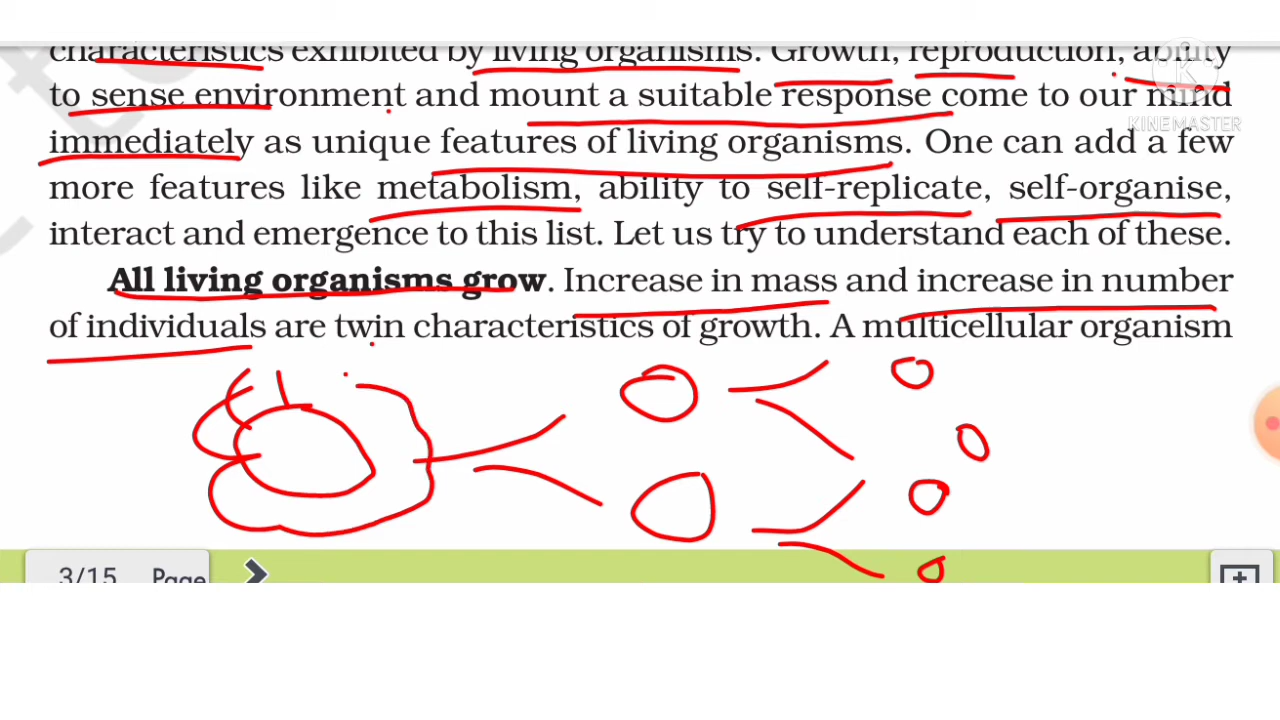 characteristics exhibited by living organisms. Growth, reproduction, ability
to sense environment and mount a suitable response come to our mind
immediately as unique features of living organisms. One can add a few
more features like metabolism, ability to self-replicate, self-organise,
interact and emergence to this list. Let us try to understand each of these.
All living organisms grow. Increase in mass and increase in number
of individuals are twin characteristics of growth. A multicellular organism
3/15 Page
K
KINEMASTER